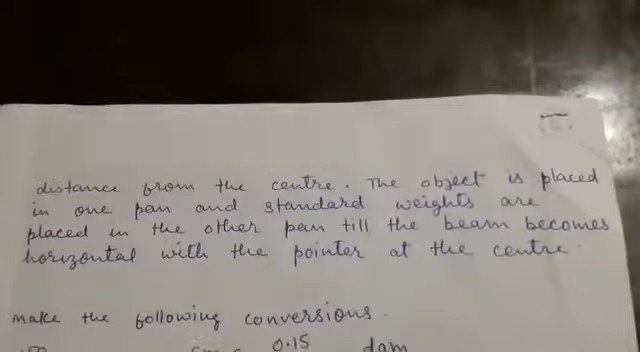 distance from the centre. The object is placed
in one pan and standard weights are
placed in the other pan till the beam becomes
horizontal with the pointer at the centre.
make the following conversions.
0.15 dam